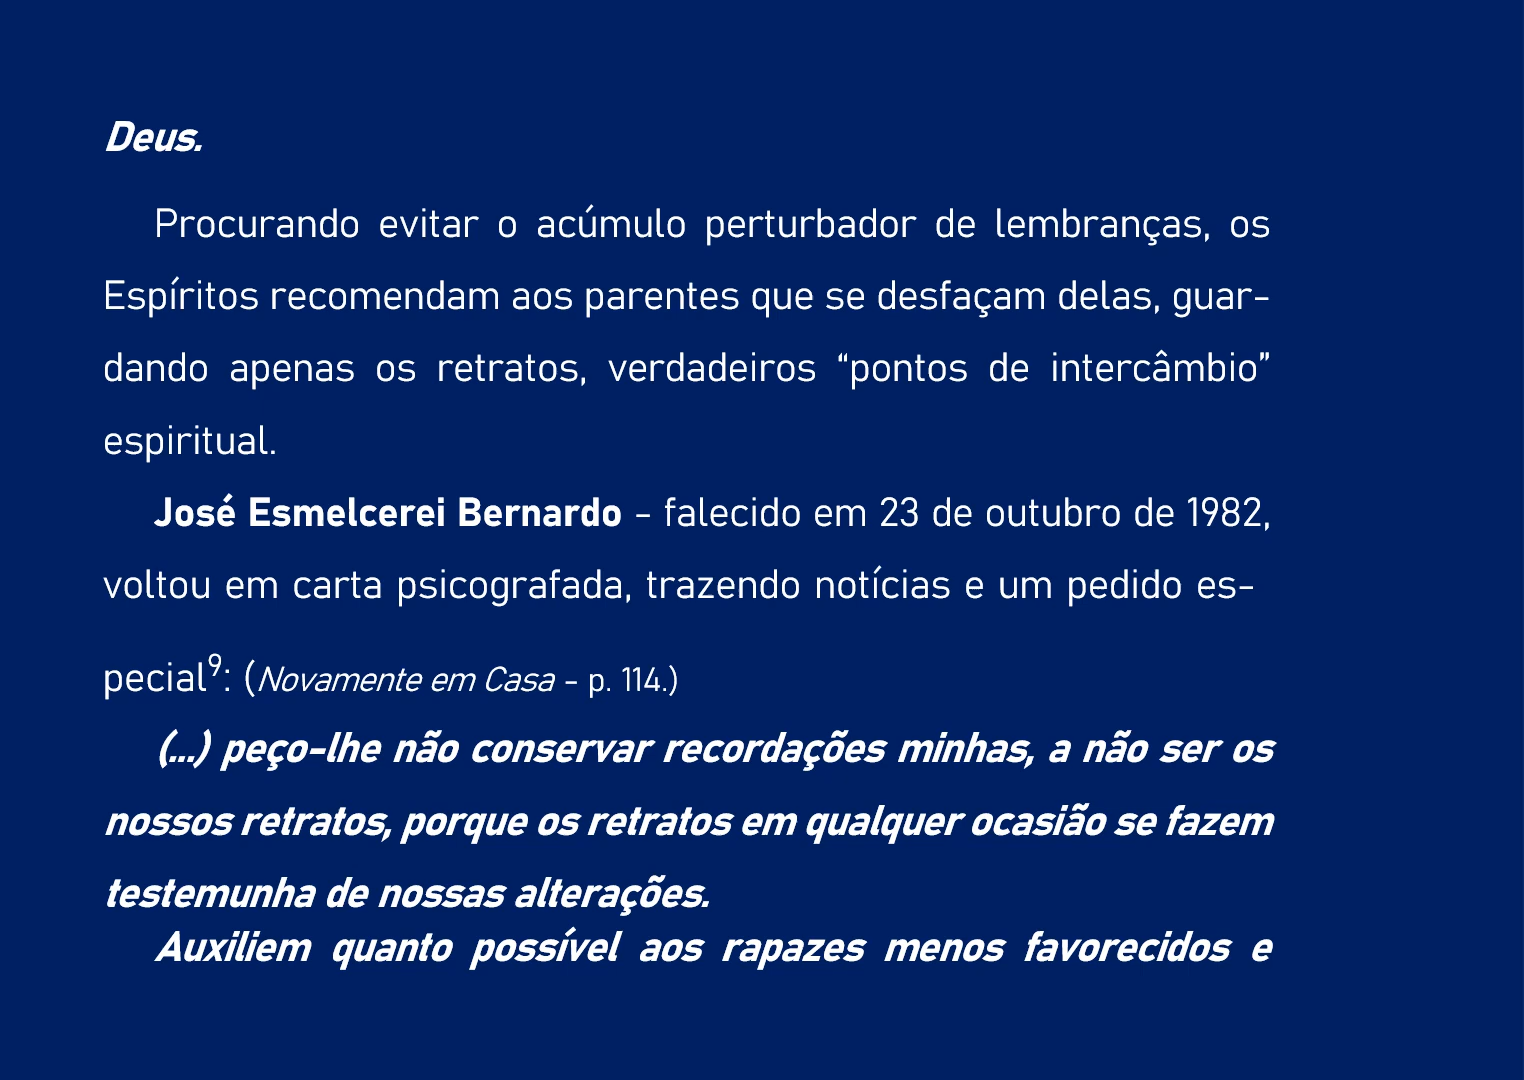 Deus.
Procurando evitar o acúmulo perturbador de lembranças, os
Espíritos recomendam aos parentes que se desfaçam delas, guar-
dando apenas os retratos, verdadeiros “pontos de intercâmbio”
espiritual.
José Esmelcerei Bernardo - falecido em 23 de outubro de 1982,
voltou em carta psicografada, trazendo notícias e um pedido es-
pecial⁹: (Novamente em Casa - p. 114.)
(...) peço-lhe não conservar recordações minhas, a não ser os
nossos retratos, porque os retratos em qualquer ocasião se fazem
testemunha de nossas alterações.
Auxiliem quanto possível aos rapazes menos favorecidos e